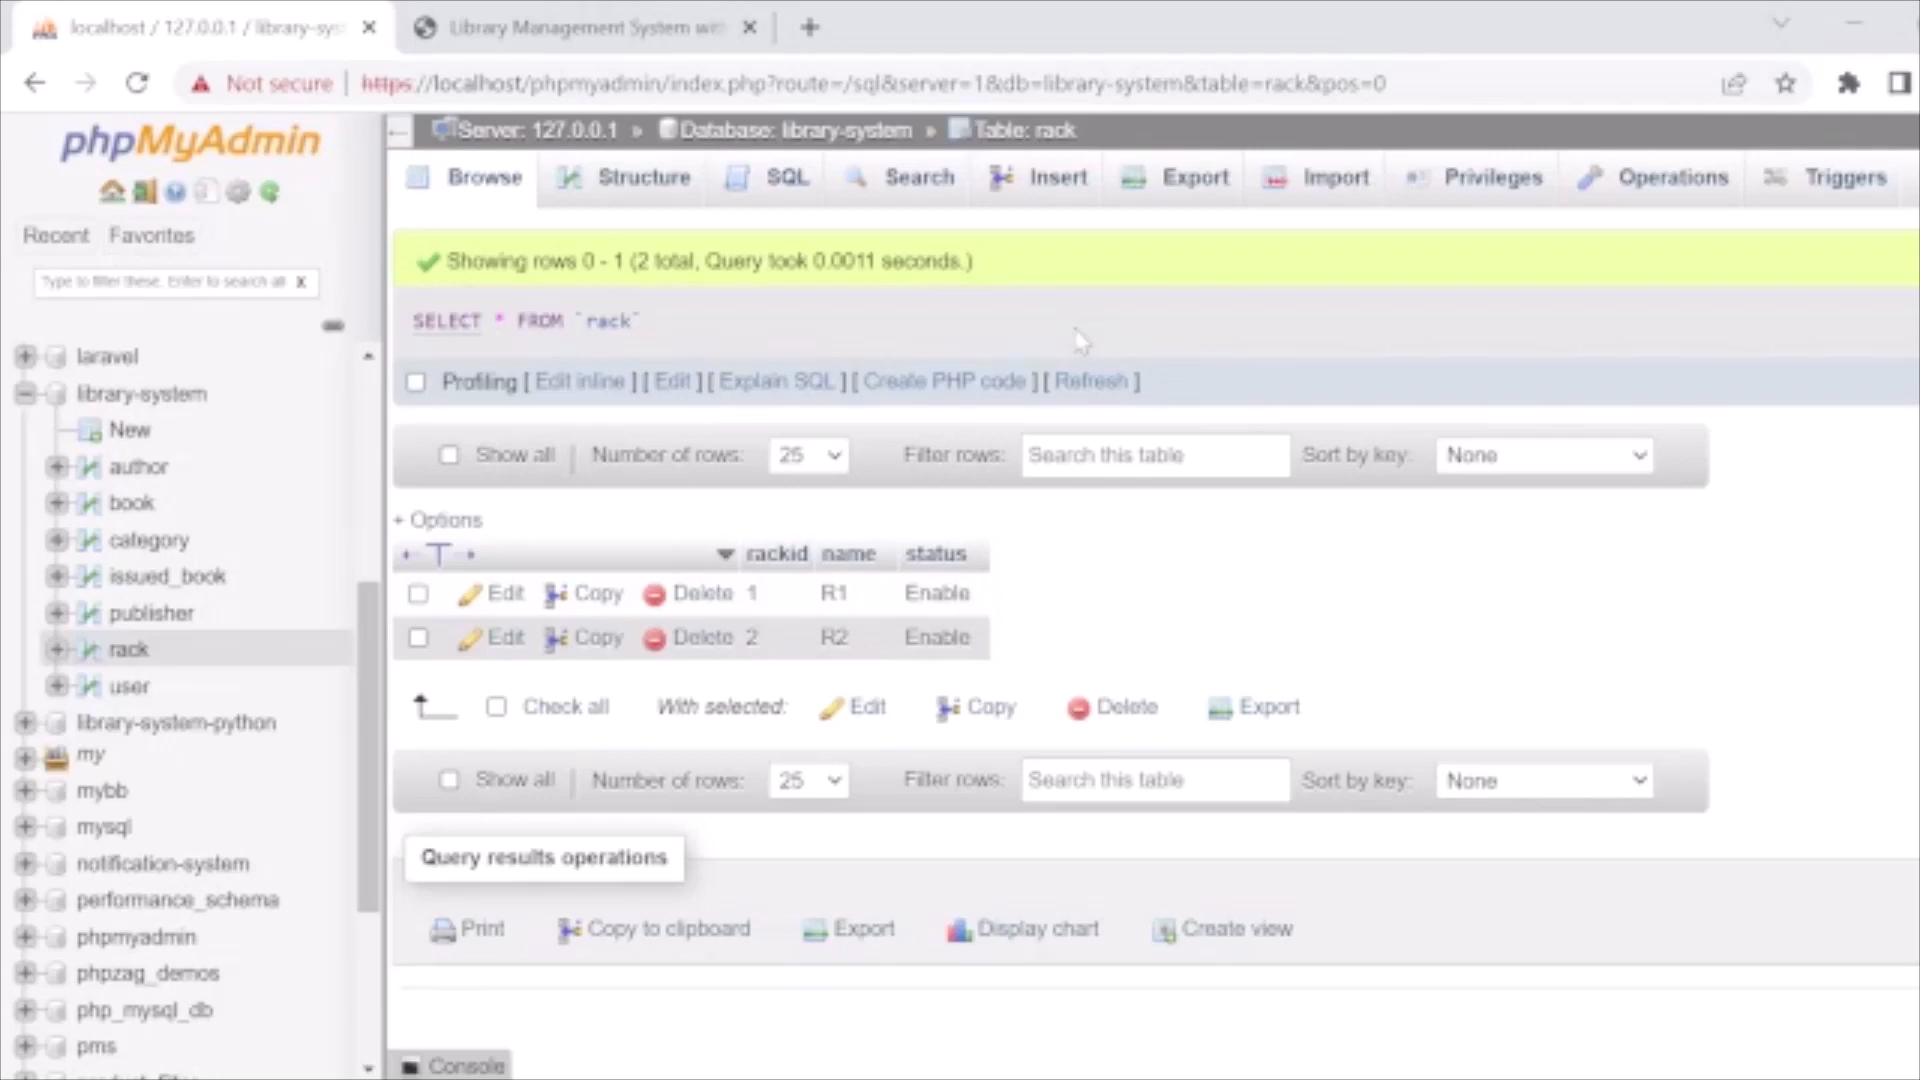 localhost / 127.0.0.1 / library-sys
Library Management System wit
Not secure
https://localhost/phpmyadmin/index.php?route=/sql&server=1&db=library-system&table=rack&pos=0
phpMyAdmin
Recent
Favorites
Type to filter these, Enter to search all
X
laravel
library-system
New
author
book
category
issued_book
publisher
rack
user
library-system-python
my
mybb
mysql
notification-system
performance_schema
phpmyadmin
phpzag_demos
php_mysql_db
pms
Server: 127.0.0.1 » Database: library-system » Table: rack
Browse
Structure
SQL
Search
Insert
Export
Import
Privileges
Operations
Triggers
Showing rows 0 - 1 (2 total, Query took 0.0011 seconds.)
SELECT * FROM `rack`
Profiling [ Edit inline ] [ Edit ] [ Explain SQL ] [ Create PHP code ] [ Refresh ]
Show all | Number of rows: 25 Filter rows: Search this table Sort by key: None
+ Options
rackid name status
Edit Copy Delete 1 R1 Enable
Edit Copy Delete 2 R2 Enable
Check all With selected: Edit Copy Delete Export
Show all | Number of rows: 25 Filter rows: Search this table Sort by key: None
Query results operations
Print Copy to clipboard Export Display chart Create view
Console